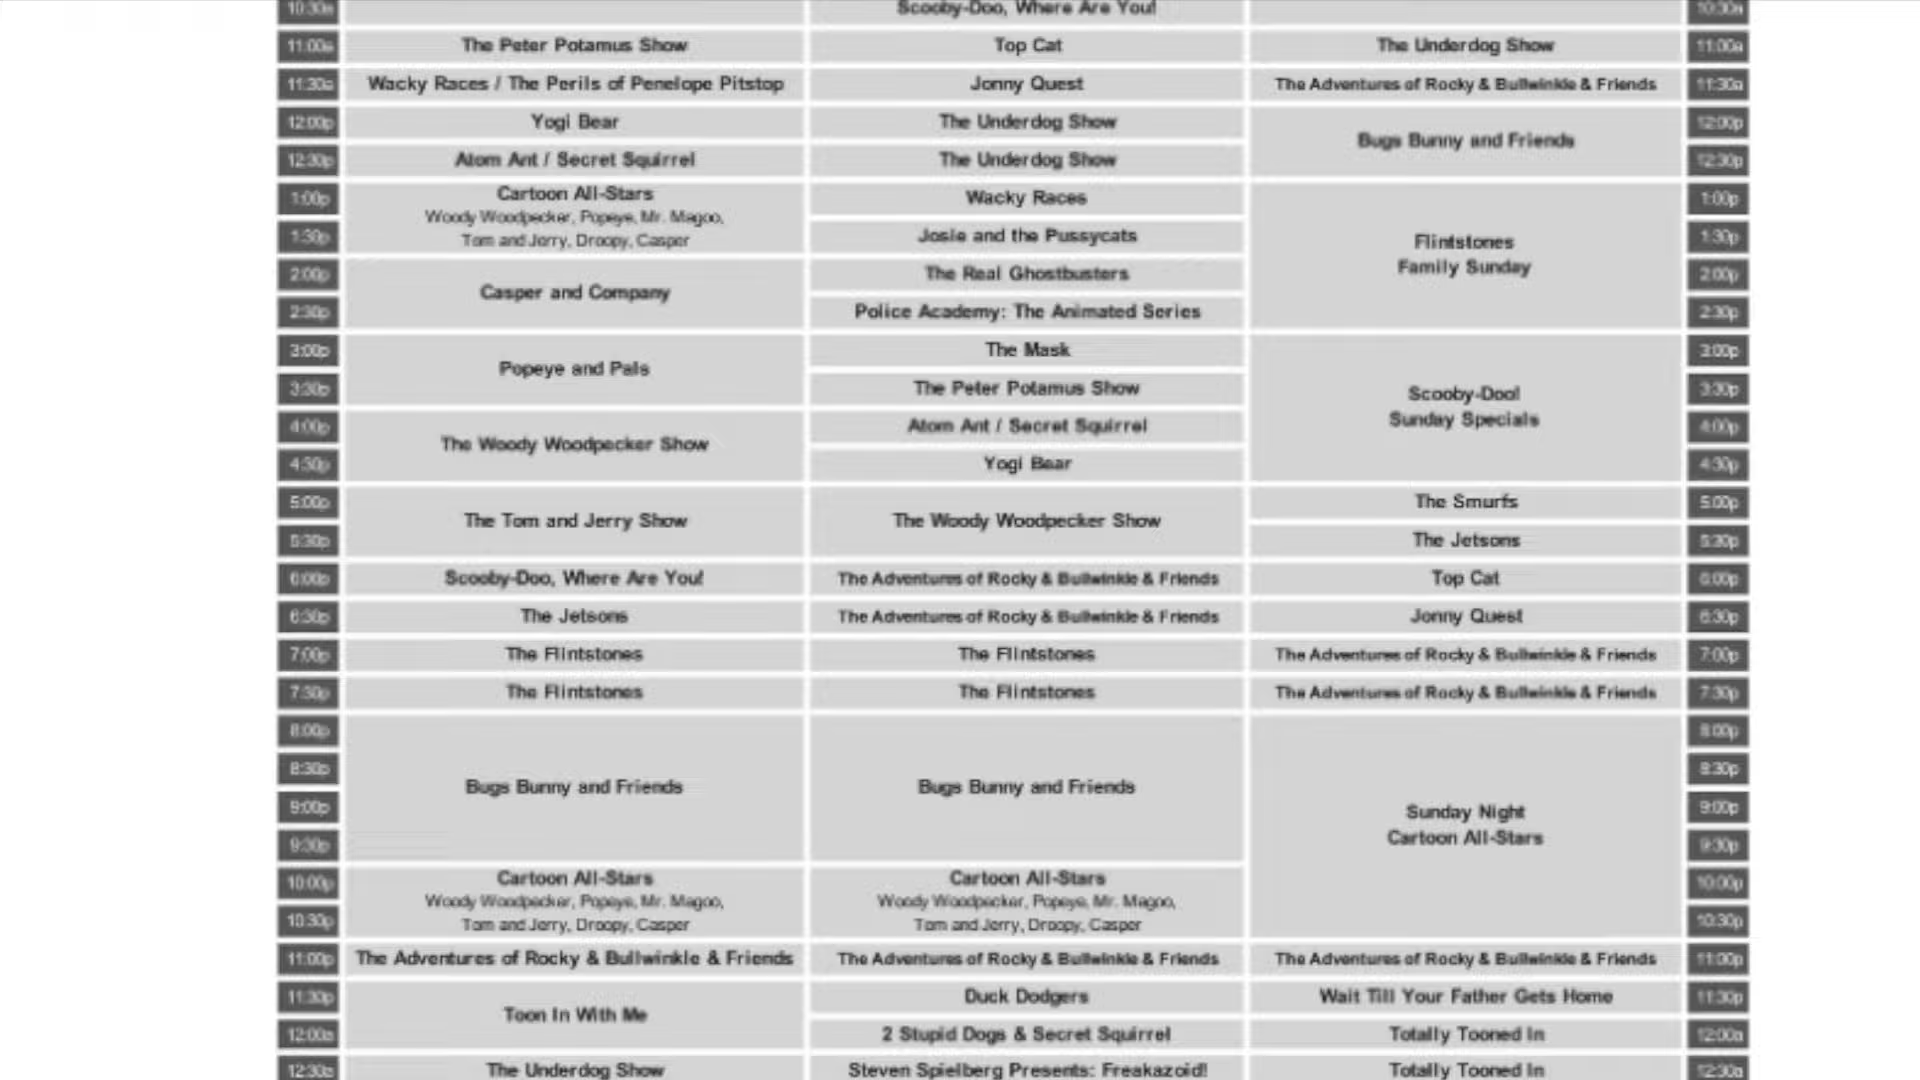 10:30a Scooby-Doo, Where Are You! 10:30a
11:00a The Peter Potamus Show Top Cat The Underdog Show 11:00a
11:30a Wacky Races / The Perils of Penelope Pitstop Jonny Quest The Adventures of Rocky & Bullwinkle & Friends 11:30a
12:00p Yogi Bear The Underdog Show Bugs Bunny and Friends 12:00p
12:30p Atom Ant / Secret Squirrel The Underdog Show 12:30p
1:00p Cartoon All-Stars Wacky Races 1:00p
Woody Woodpecker, Popeye, Mr. Magoo,
1:30p Tom and Jerry, Droopy, Casper Josie and the Pussycats Flintstones 1:30p
Family Sunday
2:00p Casper and Company The Real Ghostbusters 2:00p
2:30p Police Academy: The Animated Series 2:30p
3:00p Popeye and Pals The Mask 3:00p
3:30p The Peter Potamus Show Scooby-Doo! 3:30p
Sunday Specials
4:00p The Woody Woodpecker Show Atom Ant / Secret Squirrel 4:00p
4:30p Yogi Bear 4:30p
5:00p The Tom and Jerry Show The Woody Woodpecker Show The Smurfs 5:00p
5:30p The Jetsons 5:30p
6:00p Scooby-Doo, Where Are You! The Adventures of Rocky & Bullwinkle & Friends Top Cat 6:00p
6:30p The Jetsons The Adventures of Rocky & Bullwinkle & Friends Jonny Quest 6:30p
7:00p The Flintstones The Flintstones The Adventures of Rocky & Bullwinkle & Friends 7:00p
7:30p The Flintstones The Flintstones The Adventures of Rocky & Bullwinkle & Friends 7:30p
8:00p 8:00p
8:30p Bugs Bunny and Friends Bugs Bunny and Friends 8:30p
9:00p Sunday Night 9:00p
9:30p Cartoon All-Stars 9:30p
10:00p Cartoon All-Stars Cartoon All-Stars 10:00p
Woody Woodpecker, Popeye, Mr. Magoo, Woody Woodpecker, Popeye, Mr. Magoo,
10:30p Tom and Jerry, Droopy, Casper Tom and Jerry, Droopy, Casper 10:30p
11:00p The Adventures of Rocky & Bullwinkle & Friends The Adventures of Rocky & Bullwinkle & Friends The Adventures of Rocky & Bullwinkle & Friends 11:00p
11:30p Toon In With Me Duck Dodgers Wait Till Your Father Gets Home 11:30p
12:00a 2 Stupid Dogs & Secret Squirrel Totally Tooned In 12:00a
12:30a The Underdog Show Steven Spielberg Presents: Freakazoid! Totally Tooned In 12:30a